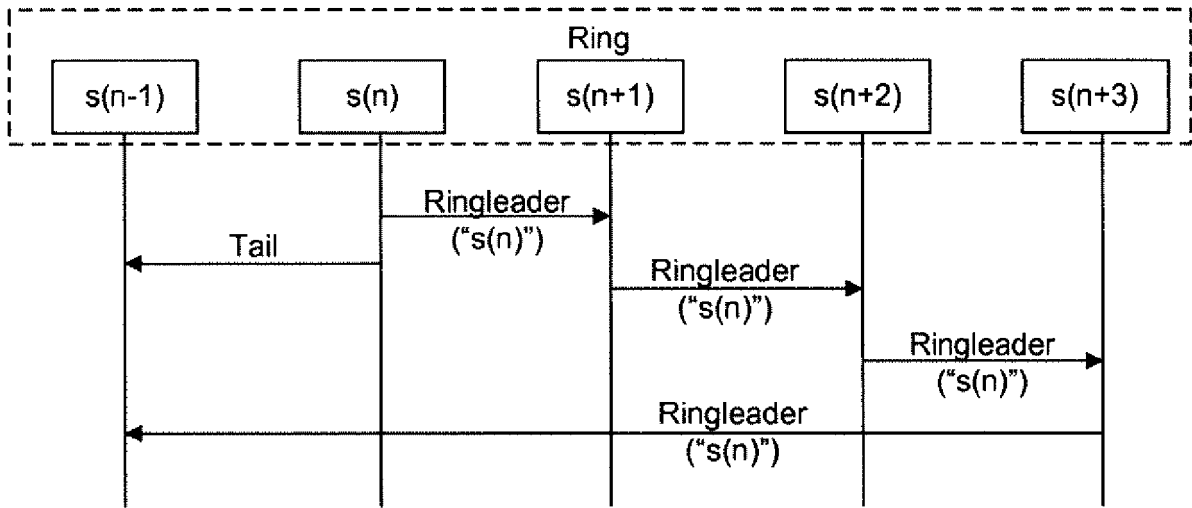 Ring
s(n-1)
s(n)
s(n+1)
s(n+2)
s(n+3)
Ringleader
(“s(n)”)
Tail
Ringleader
(“s(n)”)
Ringleader
(“s(n)”)
Ringleader
(“s(n)”)